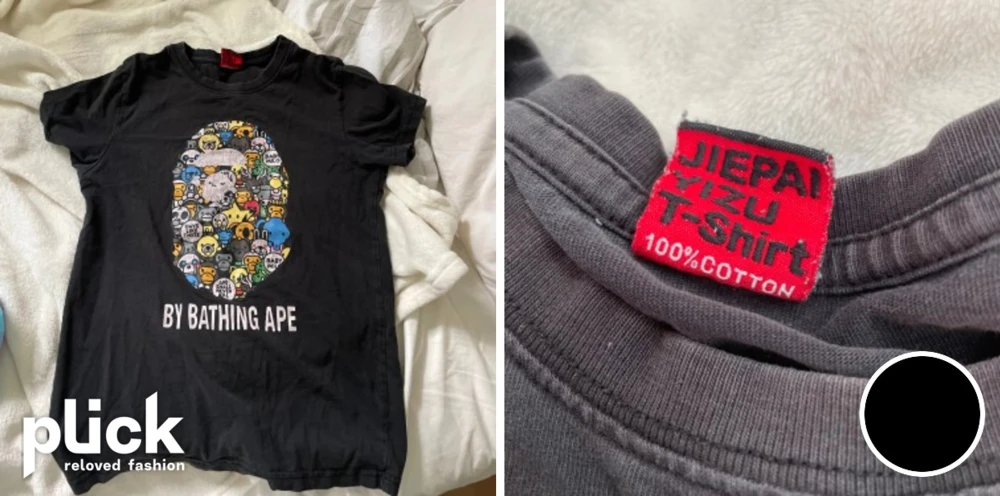 BY BATHING APE
plick
reloved fashion
JIEPAI
YIZU
T-Shirt
100%COTTON